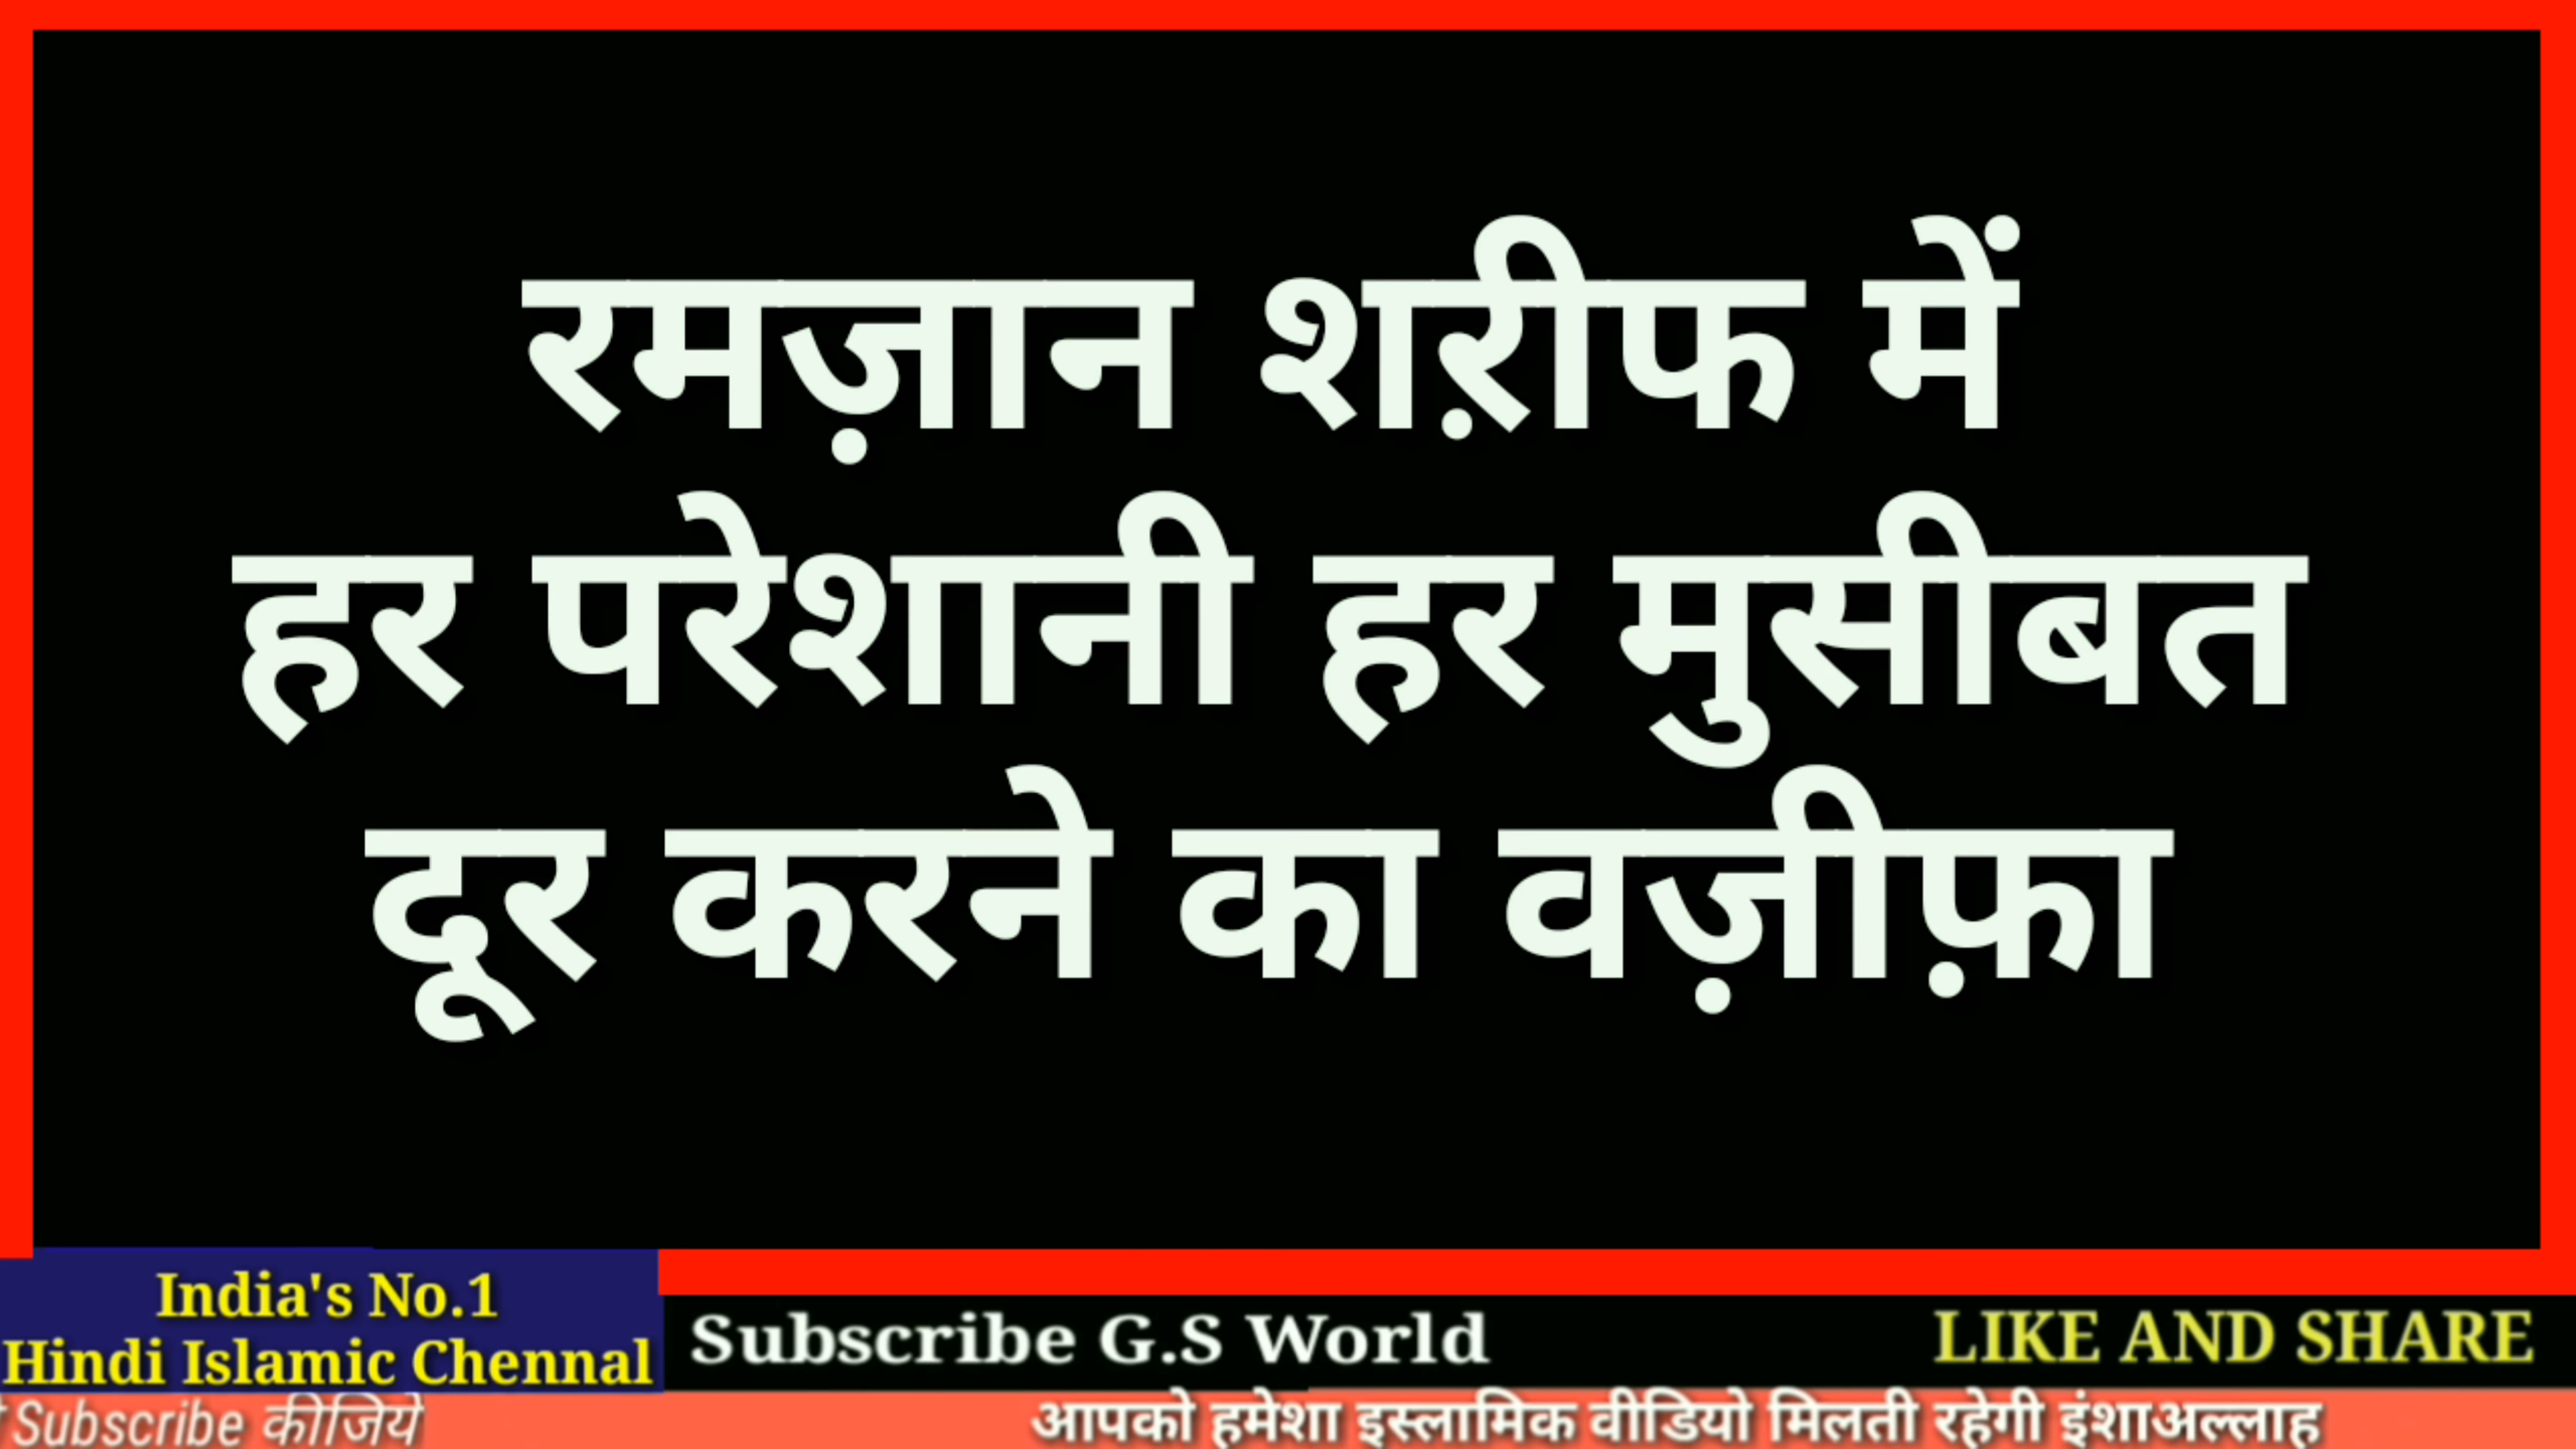 रमज़ान शऱीफ में
हर परेशानी हर मुसीबत
दूर करने का वज़ीफ़ा
India's No.1
Hindi Islamic Chennal
Subscribe G.S World
LIKE AND SHARE
Subscribe कीजिये
आपको हमेशा इस्लामिक वीडियो मिलती रहेगी इंशाअल्लाह